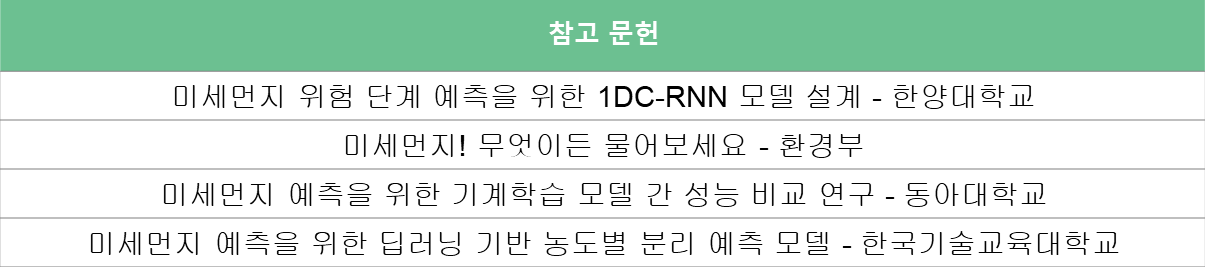 참고 문헌
미세먼지 위험 단계 예측을 위한 1DC-RNN 모델 설계 - 한양대학교
미세먼지! 무엇이든 물어보세요 - 환경부
미세먼지 예측을 위한 기계학습 모델 간 성능 비교 연구 - 동아대학교
미세먼지 예측을 위한 딥러닝 기반 농도별 분리 예측 모델 - 한국기술교육대학교